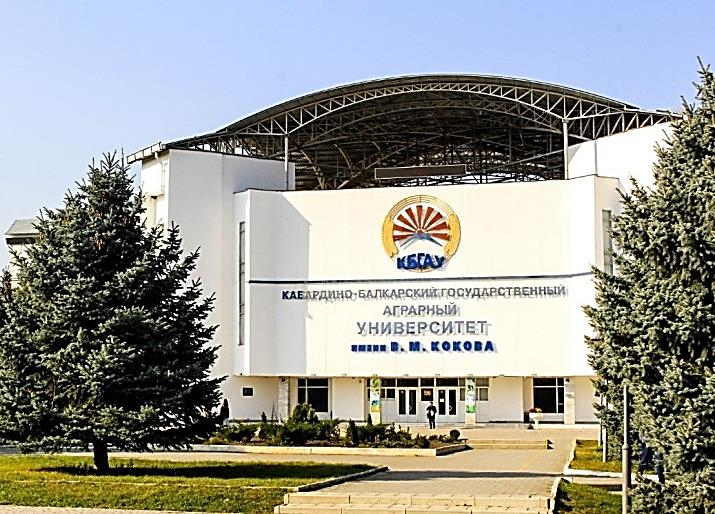 КБГАУ
КАБАРДИНО-БАЛКАРСКИЙ ГОСУДАРСТВЕННЫЙ
АГРАРНЫЙ
УНИВЕРСИТЕТ
ИМЕНИ В. М. КОКОВА